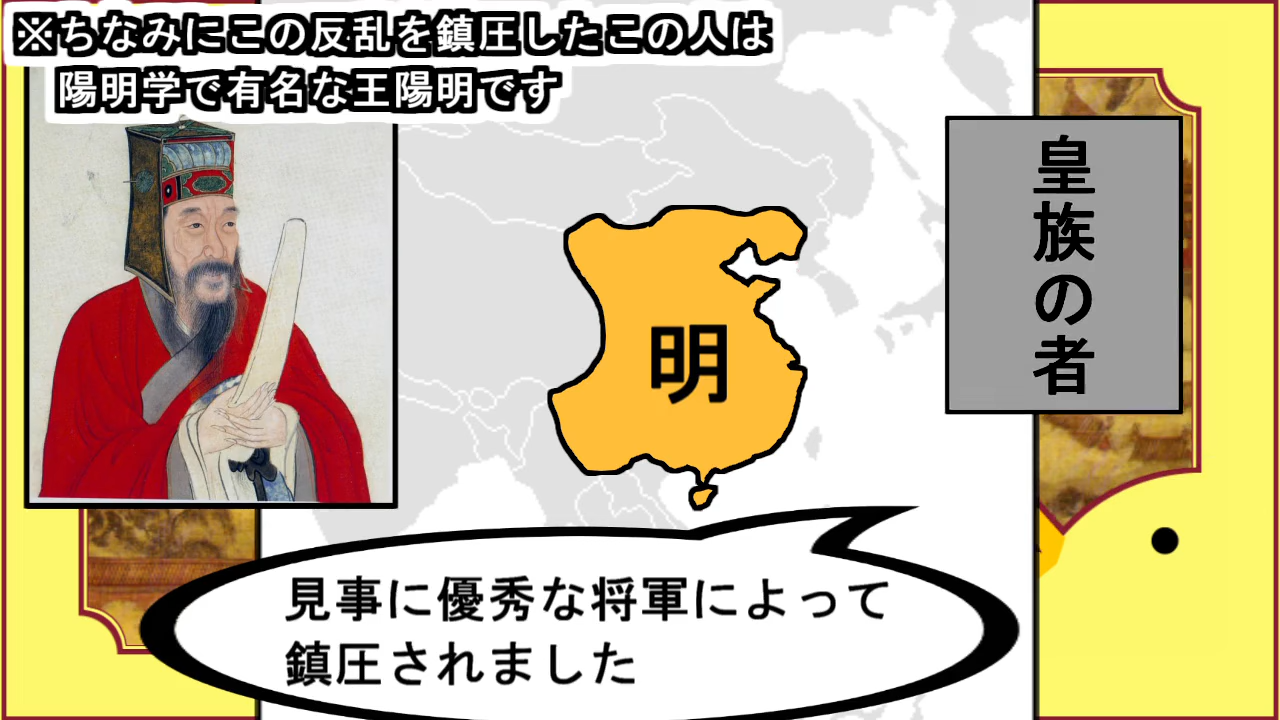 ※ちなみにこの反乱を鎮圧したこの人は
陽明学で有名な王陽明です
皇族の者
明
見事に優秀な将軍によって
鎮圧されました